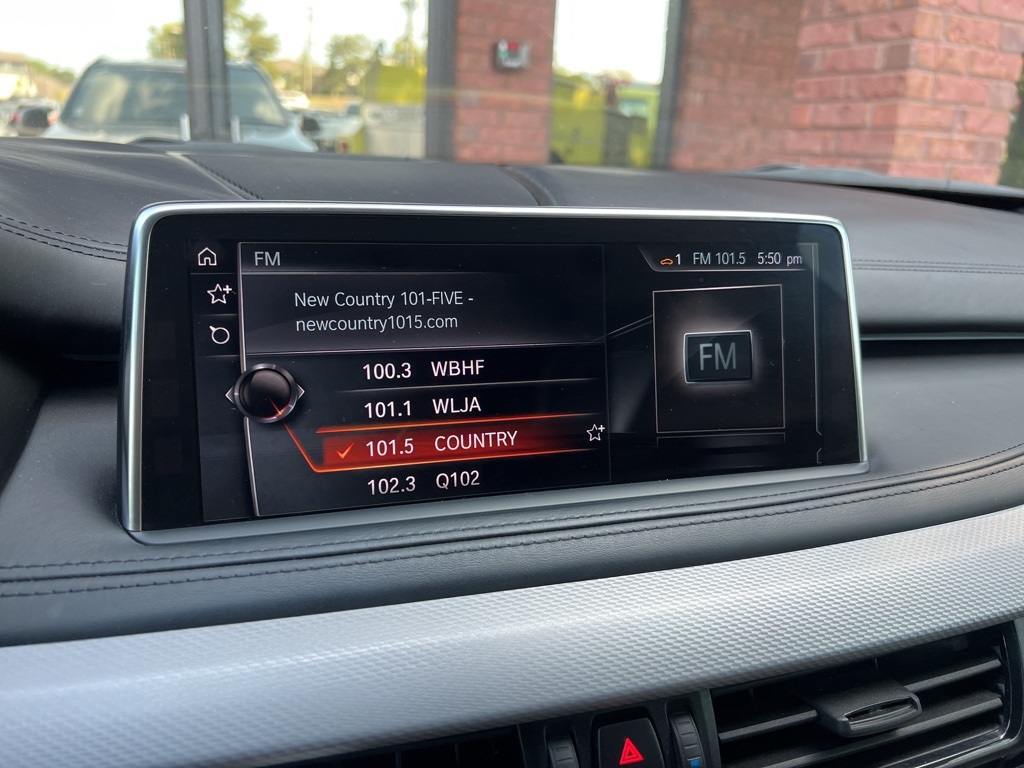 FM
1 FM 101.5 5:50 pm
New Country 101-FIVE -
newcountry1015.com
FM
100.3 WBHF
101.1 WLJA
101.5 COUNTRY
102.3 Q102